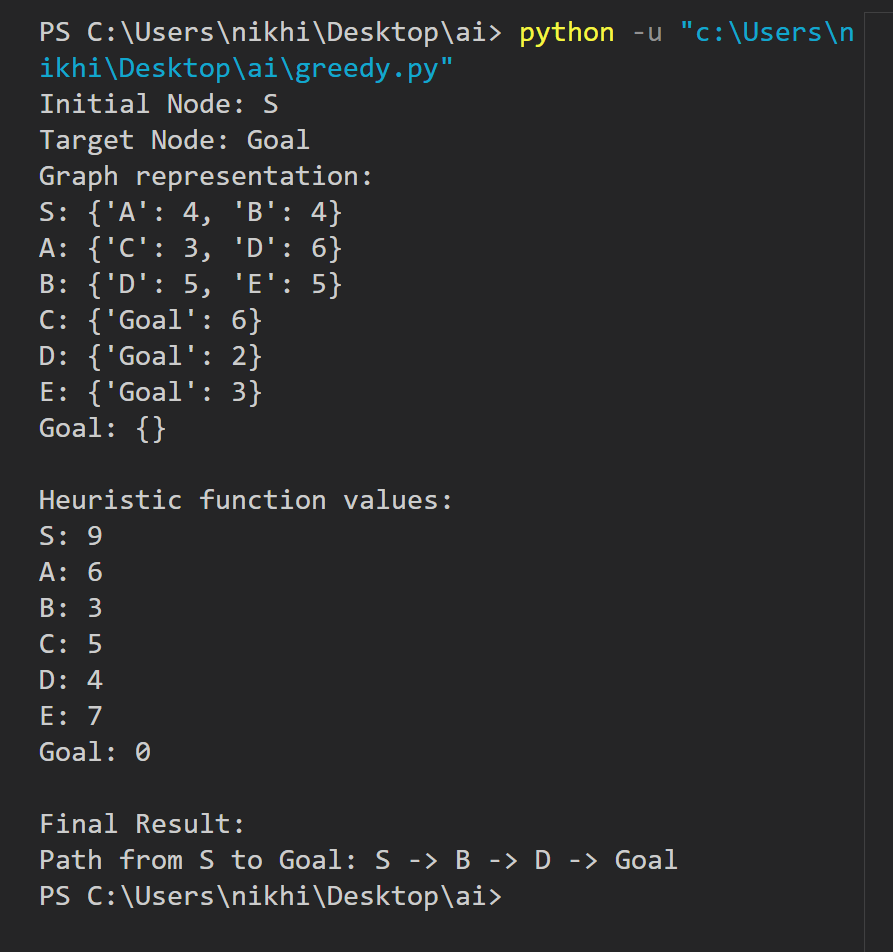 PS C:\Users\nikhi\Desktop\ai> python -u "c:\Users\n
ikhi\Desktop\ai\greedy.py"
Initial Node: S
Target Node: Goal
Graph representation:
S: {'A': 4, 'B': 4}
A: {'C': 3, 'D': 6}
B: {'D': 5, 'E': 5}
C: {'Goal': 6}
D: {'Goal': 2}
E: {'Goal': 3}
Goal: {}

Heuristic function values:
S: 9
A: 6
B: 3
C: 5
D: 4
E: 7
Goal: 0

Final Result:
Path from S to Goal: S -> B -> D -> Goal
PS C:\Users\nikhi\Desktop\ai>